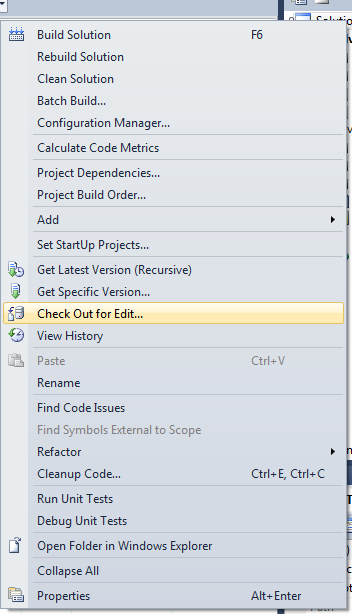 Solutio
Build Solution F6
Rebuild Solution
Clean Solution
Batch Build...
Configuration Manager...
Calculate Code Metrics
Project Dependencies...
Project Build Order...
Add
Set StartUp Projects...
Get Latest Version (Recursive)
Get Specific Version...
Check Out for Edit...
View History
Paste Ctrl+V
Rename
Find Code Issues
Find Symbols External to Scope
Refactor
Cleanup Code... Ctrl+E, Ctrl+C
Run Unit Tests
Debug Unit Tests
Open Folder in Windows Explorer
Collapse All
Properties Alt+Enter